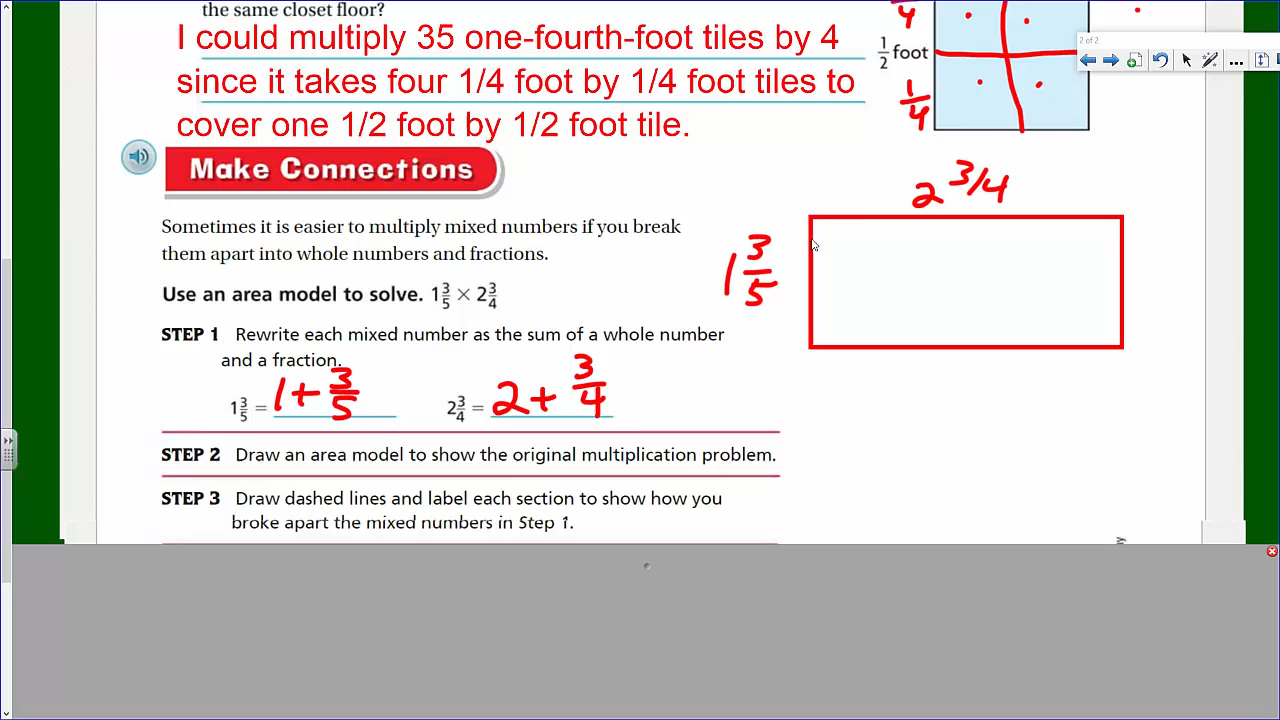 the same closet floor?
I could multiply 35 one-fourth-foot tiles by 4
since it takes four 1/4 foot by 1/4 foot tiles to
cover one 1/2 foot by 1/2 foot tile.
4
1/2 foot
1/4
2 of 2
Make Connections
Sometimes it is easier to multiply mixed numbers if you break
them apart into whole numbers and fractions.
Use an area model to solve. 1 3/5 × 2 3/4
2 3/4
1 3/5
STEP 1 Rewrite each mixed number as the sum of a whole number
and a fraction.
1 3/5 = 1 + 3/5 2 3/4 = 2 + 3/4
STEP 2 Draw an area model to show the original multiplication problem.
STEP 3 Draw dashed lines and label each section to show how you
broke apart the mixed numbers in Step 1.